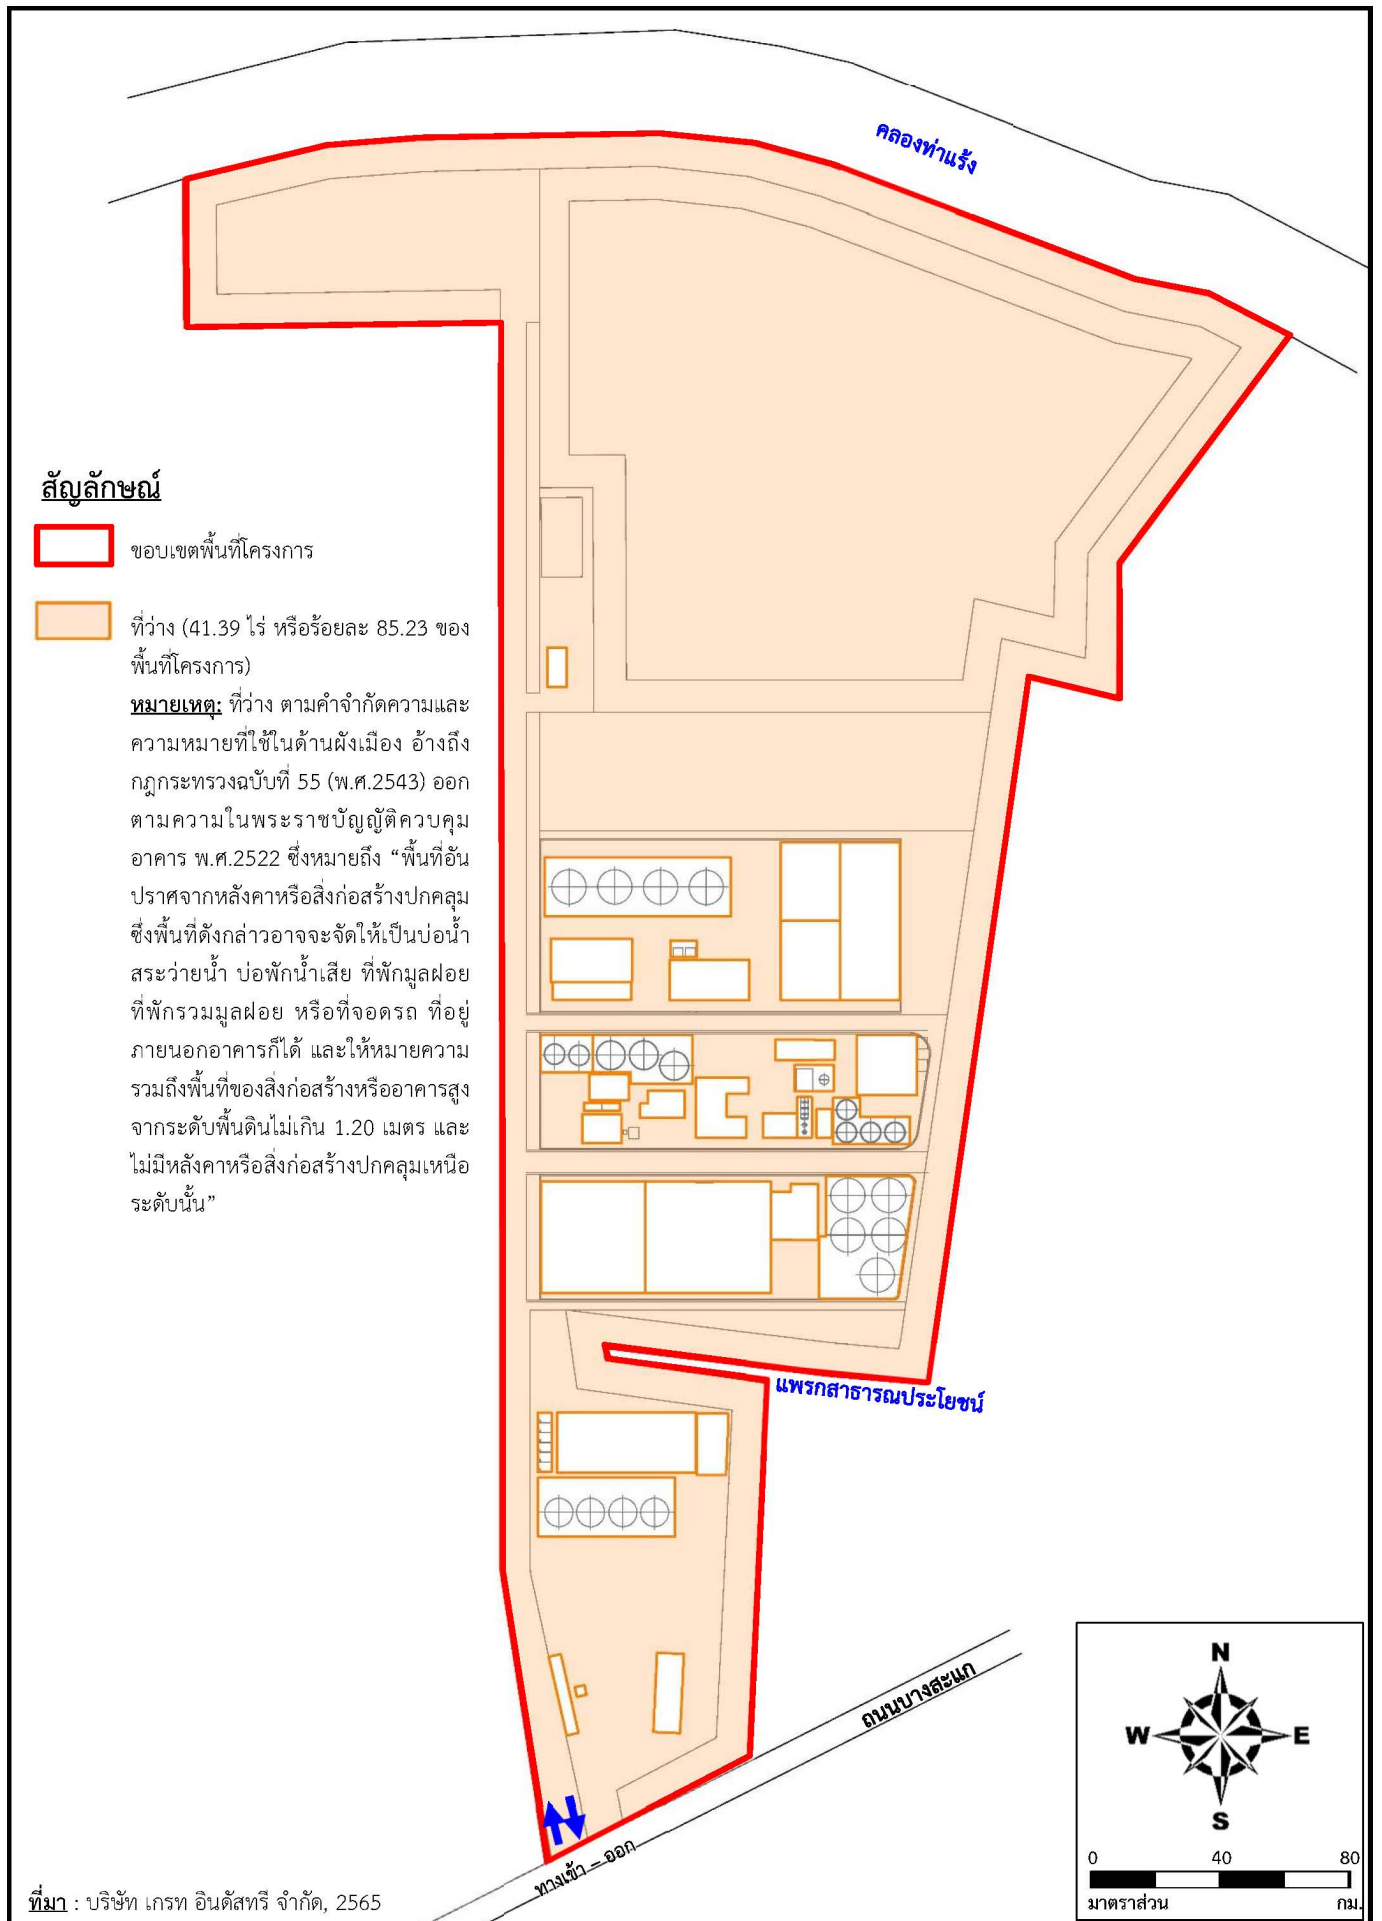 คลองท่าแร้ง
สัญลักษณ์
ขอบเขตพื้นที่โครงการ
ที่ว่าง (41.39 ไร่ หรือร้อยละ 85.23 ของ
พื้นที่โครงการ)
หมายเหตุ: ที่ว่าง ตามคำจำกัดความและ
ความหมายที่ใช้ในด้านผังเมือง อ้างถึง
กฎกระทรวงฉบับที่ 55 (พ.ศ.2543) ออก
ตามความในพระราชบัญญัติควบคุม
อาคาร พ.ศ.2522 ซึ่งหมายถึง “พื้นที่อัน
ปราศจากหลังคาหรือสิ่งก่อสร้างปกคลุม
ซึ่งพื้นที่ดังกล่าวอาจจะจัดให้เป็นบ่อน้ำ
สระว่ายน้ำ บ่อพักน้ำเสีย ที่พักมูลฝอย
ที่พักรวมมูลฝอย หรือที่จอดรถ ที่อยู่
ภายนอกอาคารก็ได้ และให้หมายความ
รวมถึงพื้นที่ของสิ่งก่อสร้างหรืออาคารสูง
จากระดับพื้นดินไม่เกิน 1.20 เมตร และ
ไม่มีหลังคาหรือสิ่งก่อสร้างปกคลุมเหนือ
ระดับนั้น”
แพรกสาธารณประโยชน์
ถนนบางสะแก
ทางเข้า – ออก
N
W E
S
0 40 80
มาตราส่วน กม.
ที่มา : บริษัท เกรท อินดัสทรี จำกัด, 2565